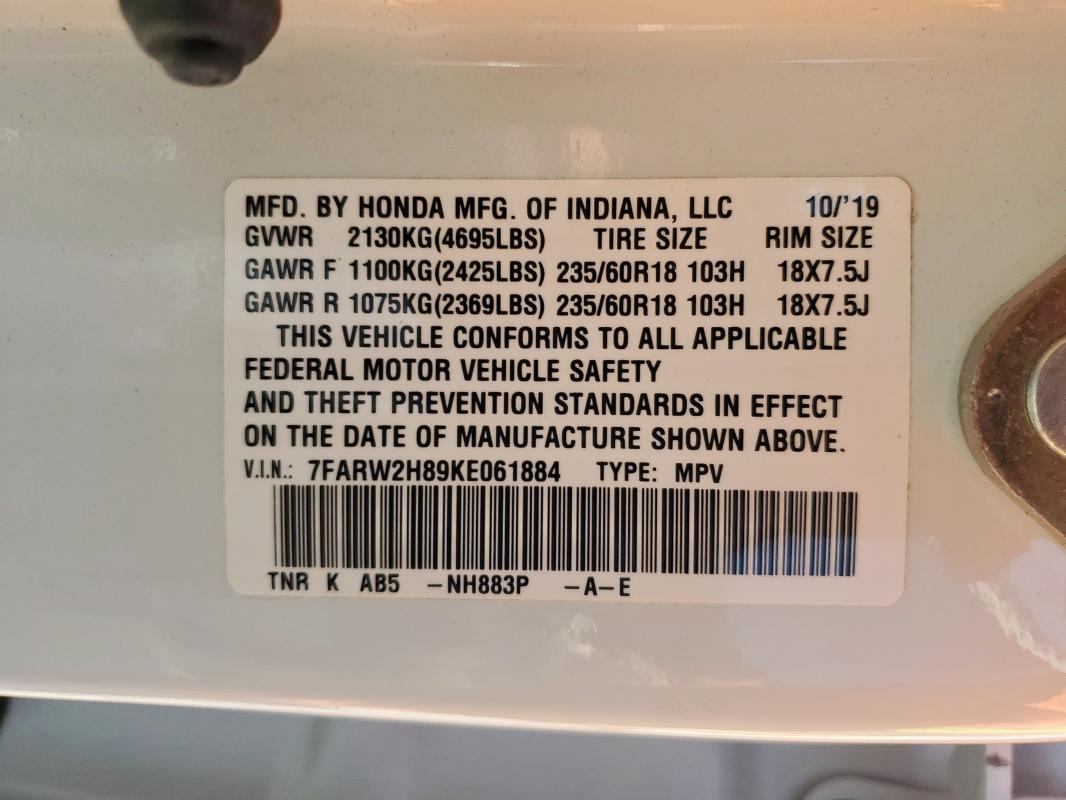 MFD. BY HONDA MFG. OF INDIANA, LLC 10/'19
GVWR 2130KG(4695LBS) TIRE SIZE RIM SIZE
GAWR F 1100KG(2425LBS) 235/60R18 103H 18X7.5J
GAWR R 1075KG(2369LBS) 235/60R18 103H 18X7.5J
THIS VEHICLE CONFORMS TO ALL APPLICABLE
FEDERAL MOTOR VEHICLE SAFETY
AND THEFT PREVENTION STANDARDS IN EFFECT
ON THE DATE OF MANUFACTURE SHOWN ABOVE.
V.I.N.: 7FARW2H89KE061884 TYPE: MPV
TNR K AB5 -NH883P -A-E